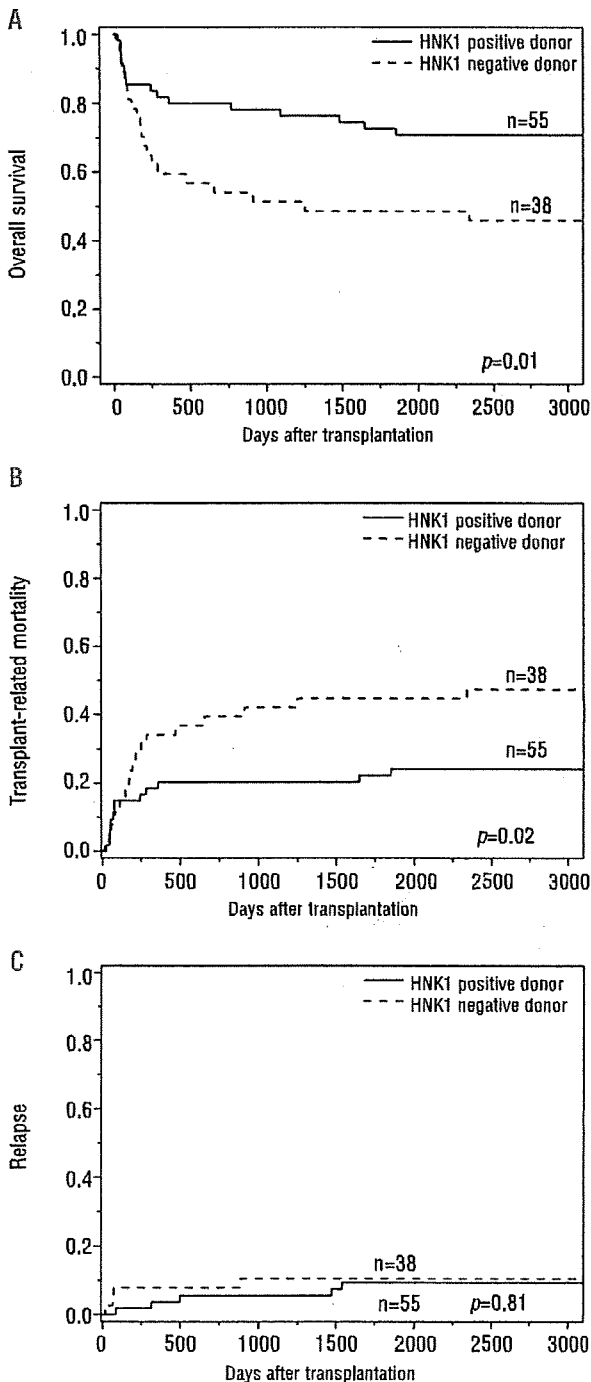 A
Overall survival
1.0
0.8
0.6
0.4
0.2
0.0
HNK1 positive donor
HNK1 negative donor
n=55
n=38
p=0.01
0 500 1000 1500 2000 2500 3000
Days after transplantation
B
Transplant-related mortality
1.0
0.8
0.6
0.4
0.2
0.0
HNK1 positive donor
HNK1 negative donor
n=38
n=55
p=0.02
0 500 1000 1500 2000 2500 3000
Days after transplantation
C
Relapse
1.0
0.8
0.6
0.4
0.2
0.0
HNK1 positive donor
HNK1 negative donor
n=38
n=55 p=0.81
0 500 1000 1500 2000 2500 3000
Days after transplantation